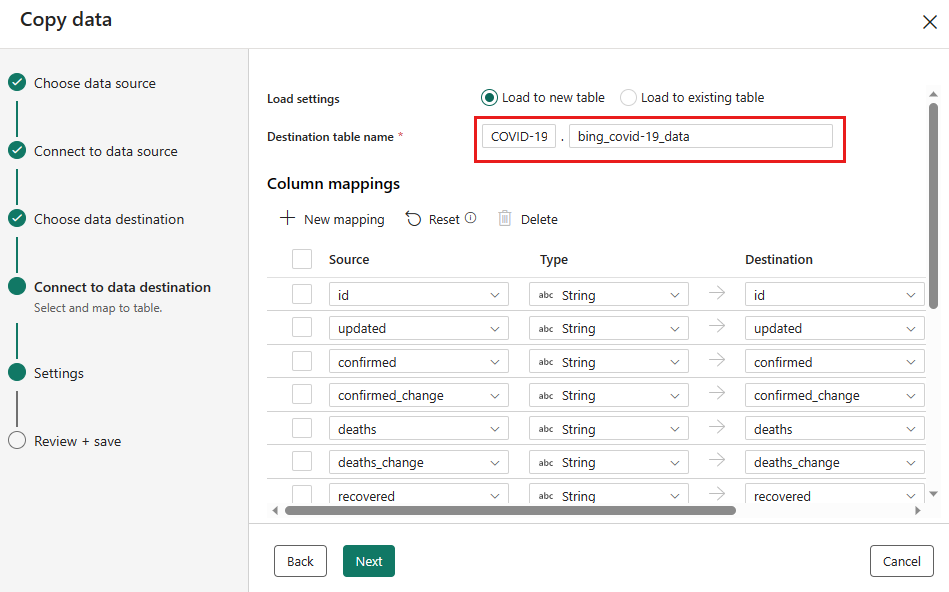 Copy data
Choose data source
Connect to data source
Choose data destination
Connect to data destination
Select and map to table.
Settings
Review + save
Load settings
Load to new table
Load to existing table
Destination table name *
COVID-19 . bing_covid-19_data
Column mappings
New mapping
Reset
Delete
Source Type Destination
id abc String id
updated abc String updated
confirmed abc String confirmed
confirmed_change abc String confirmed_change
deaths abc String deaths
deaths_change abc String deaths_change
recovered abc String recovered
Back
Next
Cancel